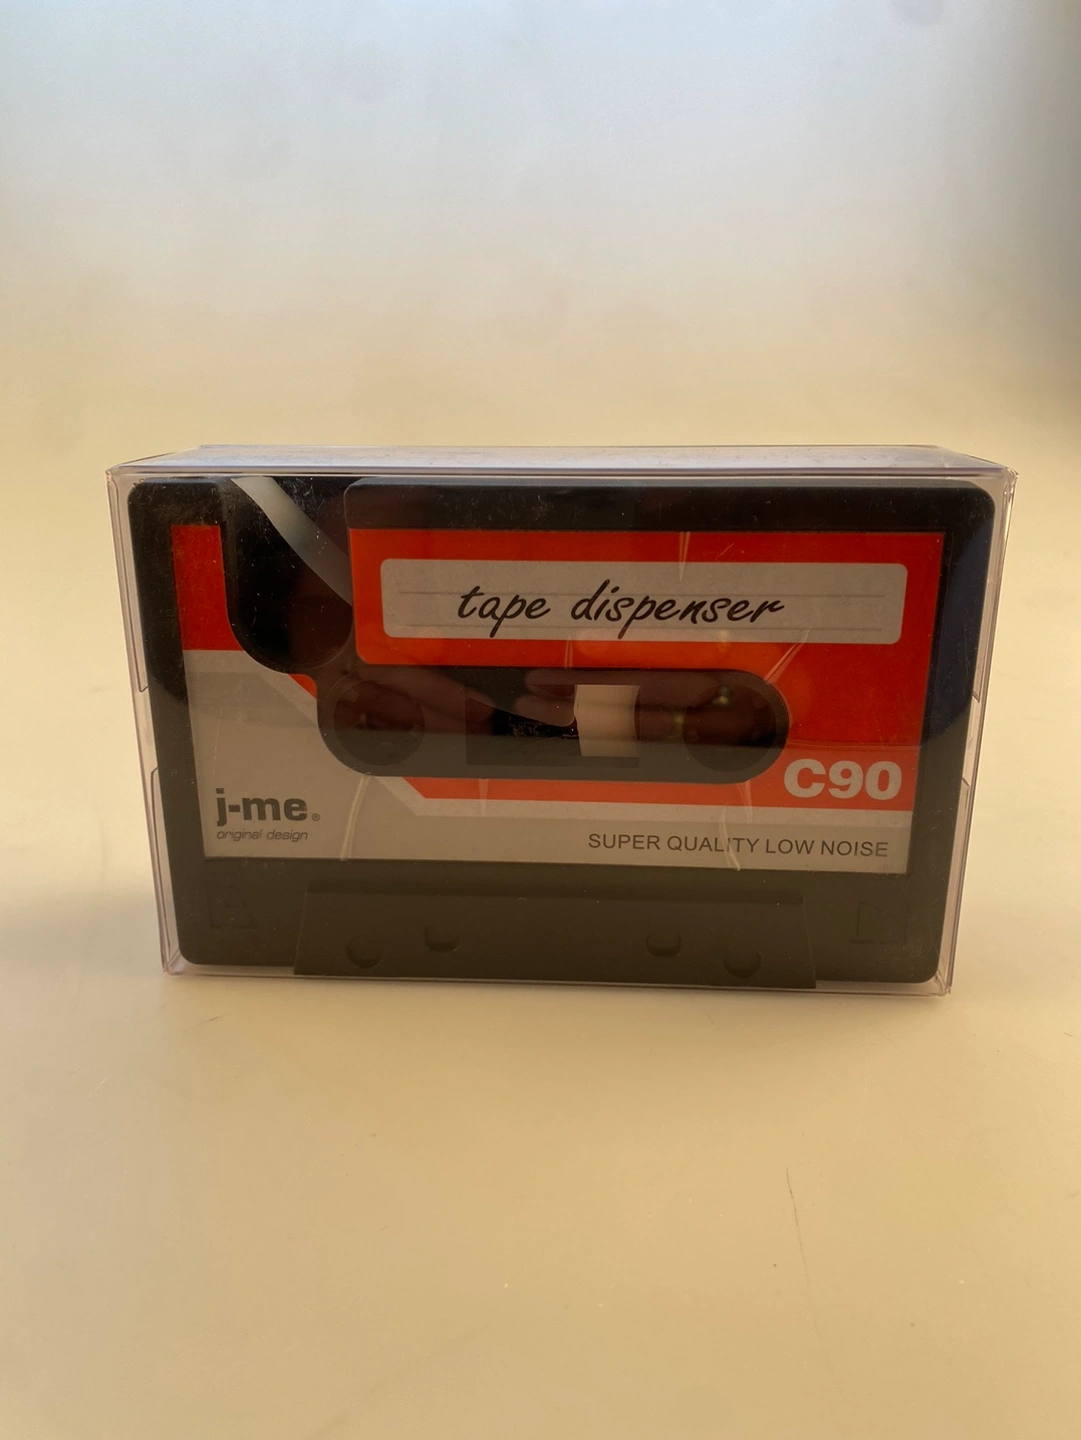 tape dispenser
C90
j-me®
original design
SUPER QUALITY LOW NOISE